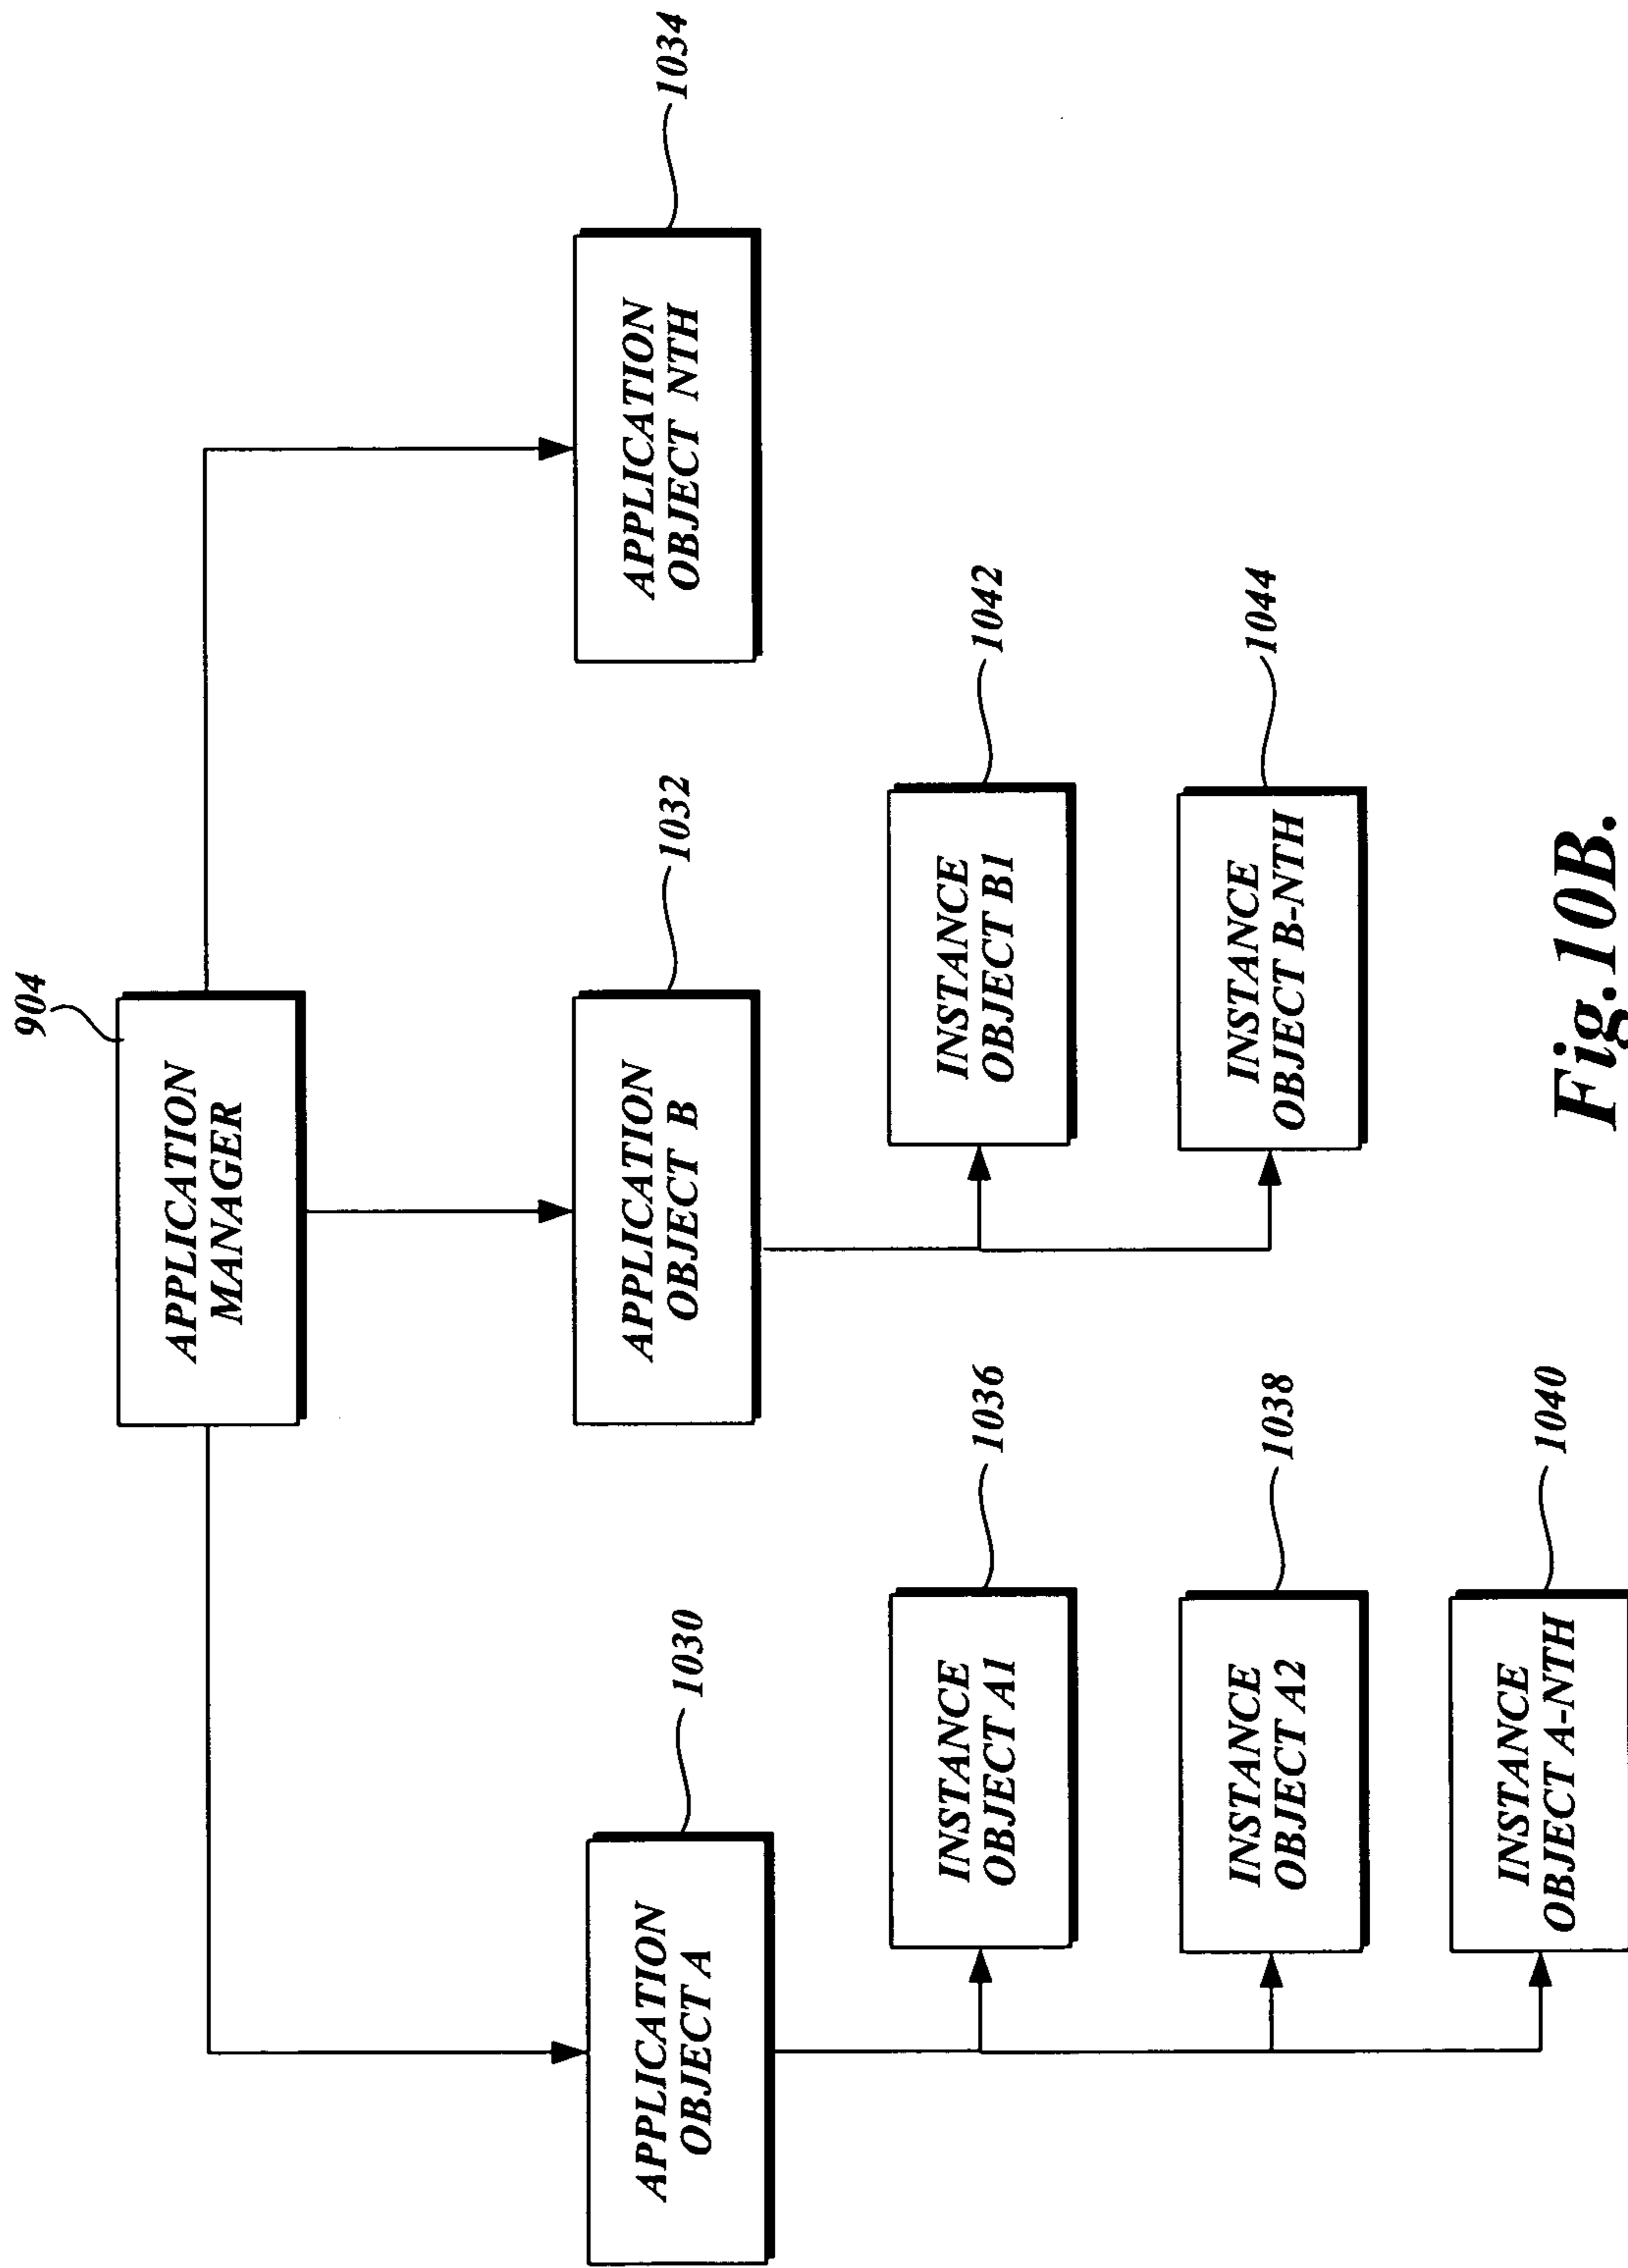 904
APPLICATION
MANAGER
1030
APPLICATION
OBJECT A
1032
APPLICATION
OBJECT B
1034
APPLICATION
OBJECT NTH
1036
INSTANCE
OBJECT A1
1042
INSTANCE
OBJECT B1
1038
INSTANCE
OBJECT A2
1044
INSTANCE
OBJECT B-NTH
1040
INSTANCE
OBJECT A-NTH
Fig.10B.